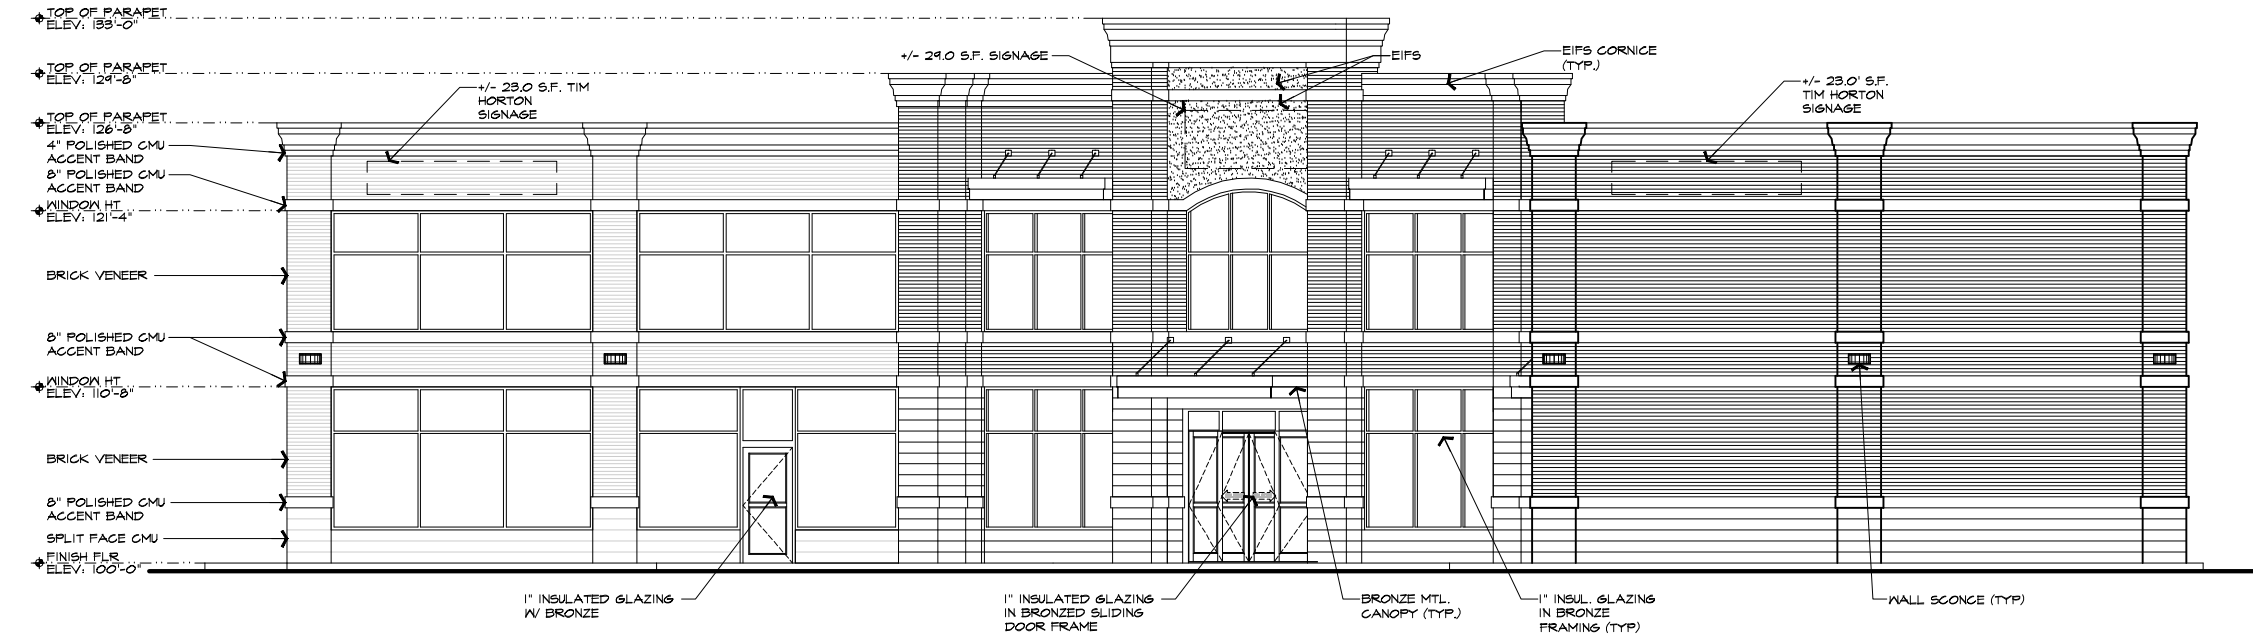 TOP OF PARAPET
ELEV: 133'-0"
TOP OF PARAPET
ELEV: 129'-8"
TOP OF PARAPET
ELEV: 126'-8"
4" POLISHED CMU
ACCENT BAND
8" POLISHED CMU
ACCENT BAND
WINDOW HT
ELEV: 121'-4"
BRICK VENEER
8" POLISHED CMU
ACCENT BAND
WINDOW HT
ELEV: 110'-8"
BRICK VENEER
8" POLISHED CMU
ACCENT BAND
SPLIT FACE CMU
FINISH FLR
ELEV: 100'-0"
+/- 23.0 S.F. TIM
HORTON
SIGNAGE
+/- 29.0 S.F. SIGNAGE
EIFS
EIFS CORNICE
(TYP.)
+/- 23.0' S.F.
TIM HORTON
SIGNAGE
1" INSULATED GLAZING
W/ BRONZE
1" INSULATED GLAZING
IN BRONZED SLIDING
DOOR FRAME
BRONZE MTL.
CANOPY (TYP.)
1" INSUL. GLAZING
IN BRONZE
FRAMING (TYP)
WALL SCONCE (TYP)